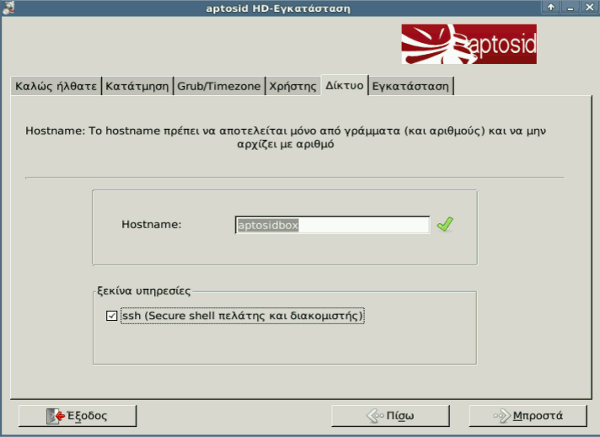 aptosid HD-Εγκατάσταση
aptosid
Καλώς ήλθατε Κατάτμηση Grub/Timezone Χρήστης Δίκτυο Εγκατάσταση
Hostname: Το hostname πρέπει να αποτελείται μόνο από γράμματα (και αριθμούς) και να μην
αρχίζει με αριθμό
Hostname: aptosidbox
ξεκίνα υπηρεσίες
ssh (Secure shell πελάτης και διακομιστής)
Έξοδος Πίσω Μπροστά